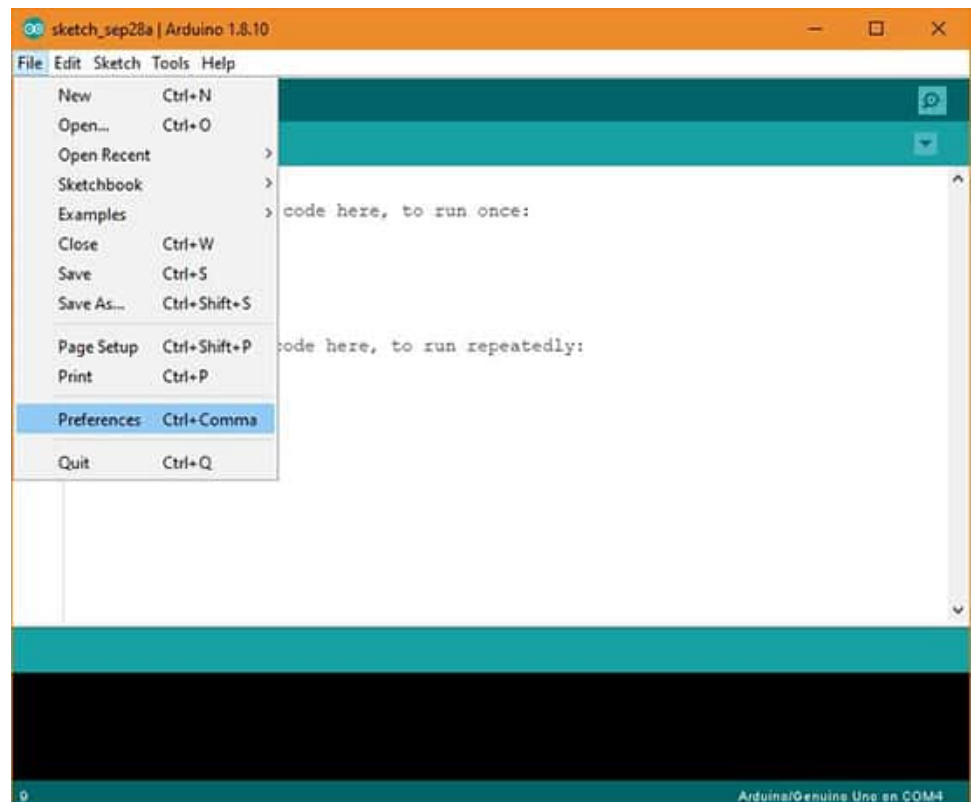 sketch_sep28a | Arduino 1.8.10
File Edit Sketch Tools Help
New Ctrl+N
Open... Ctrl+O
Open Recent >
Sketchbook >
Examples >
code here, to run once:
Close Ctrl+W
Save Ctrl+S
Save As... Ctrl+Shift+S
Page Setup Ctrl+Shift+P
code here, to run repeatedly:
Print Ctrl+P
Preferences Ctrl+Comma
Quit Ctrl+Q
9 Arduino/Genuino Uno on COM4